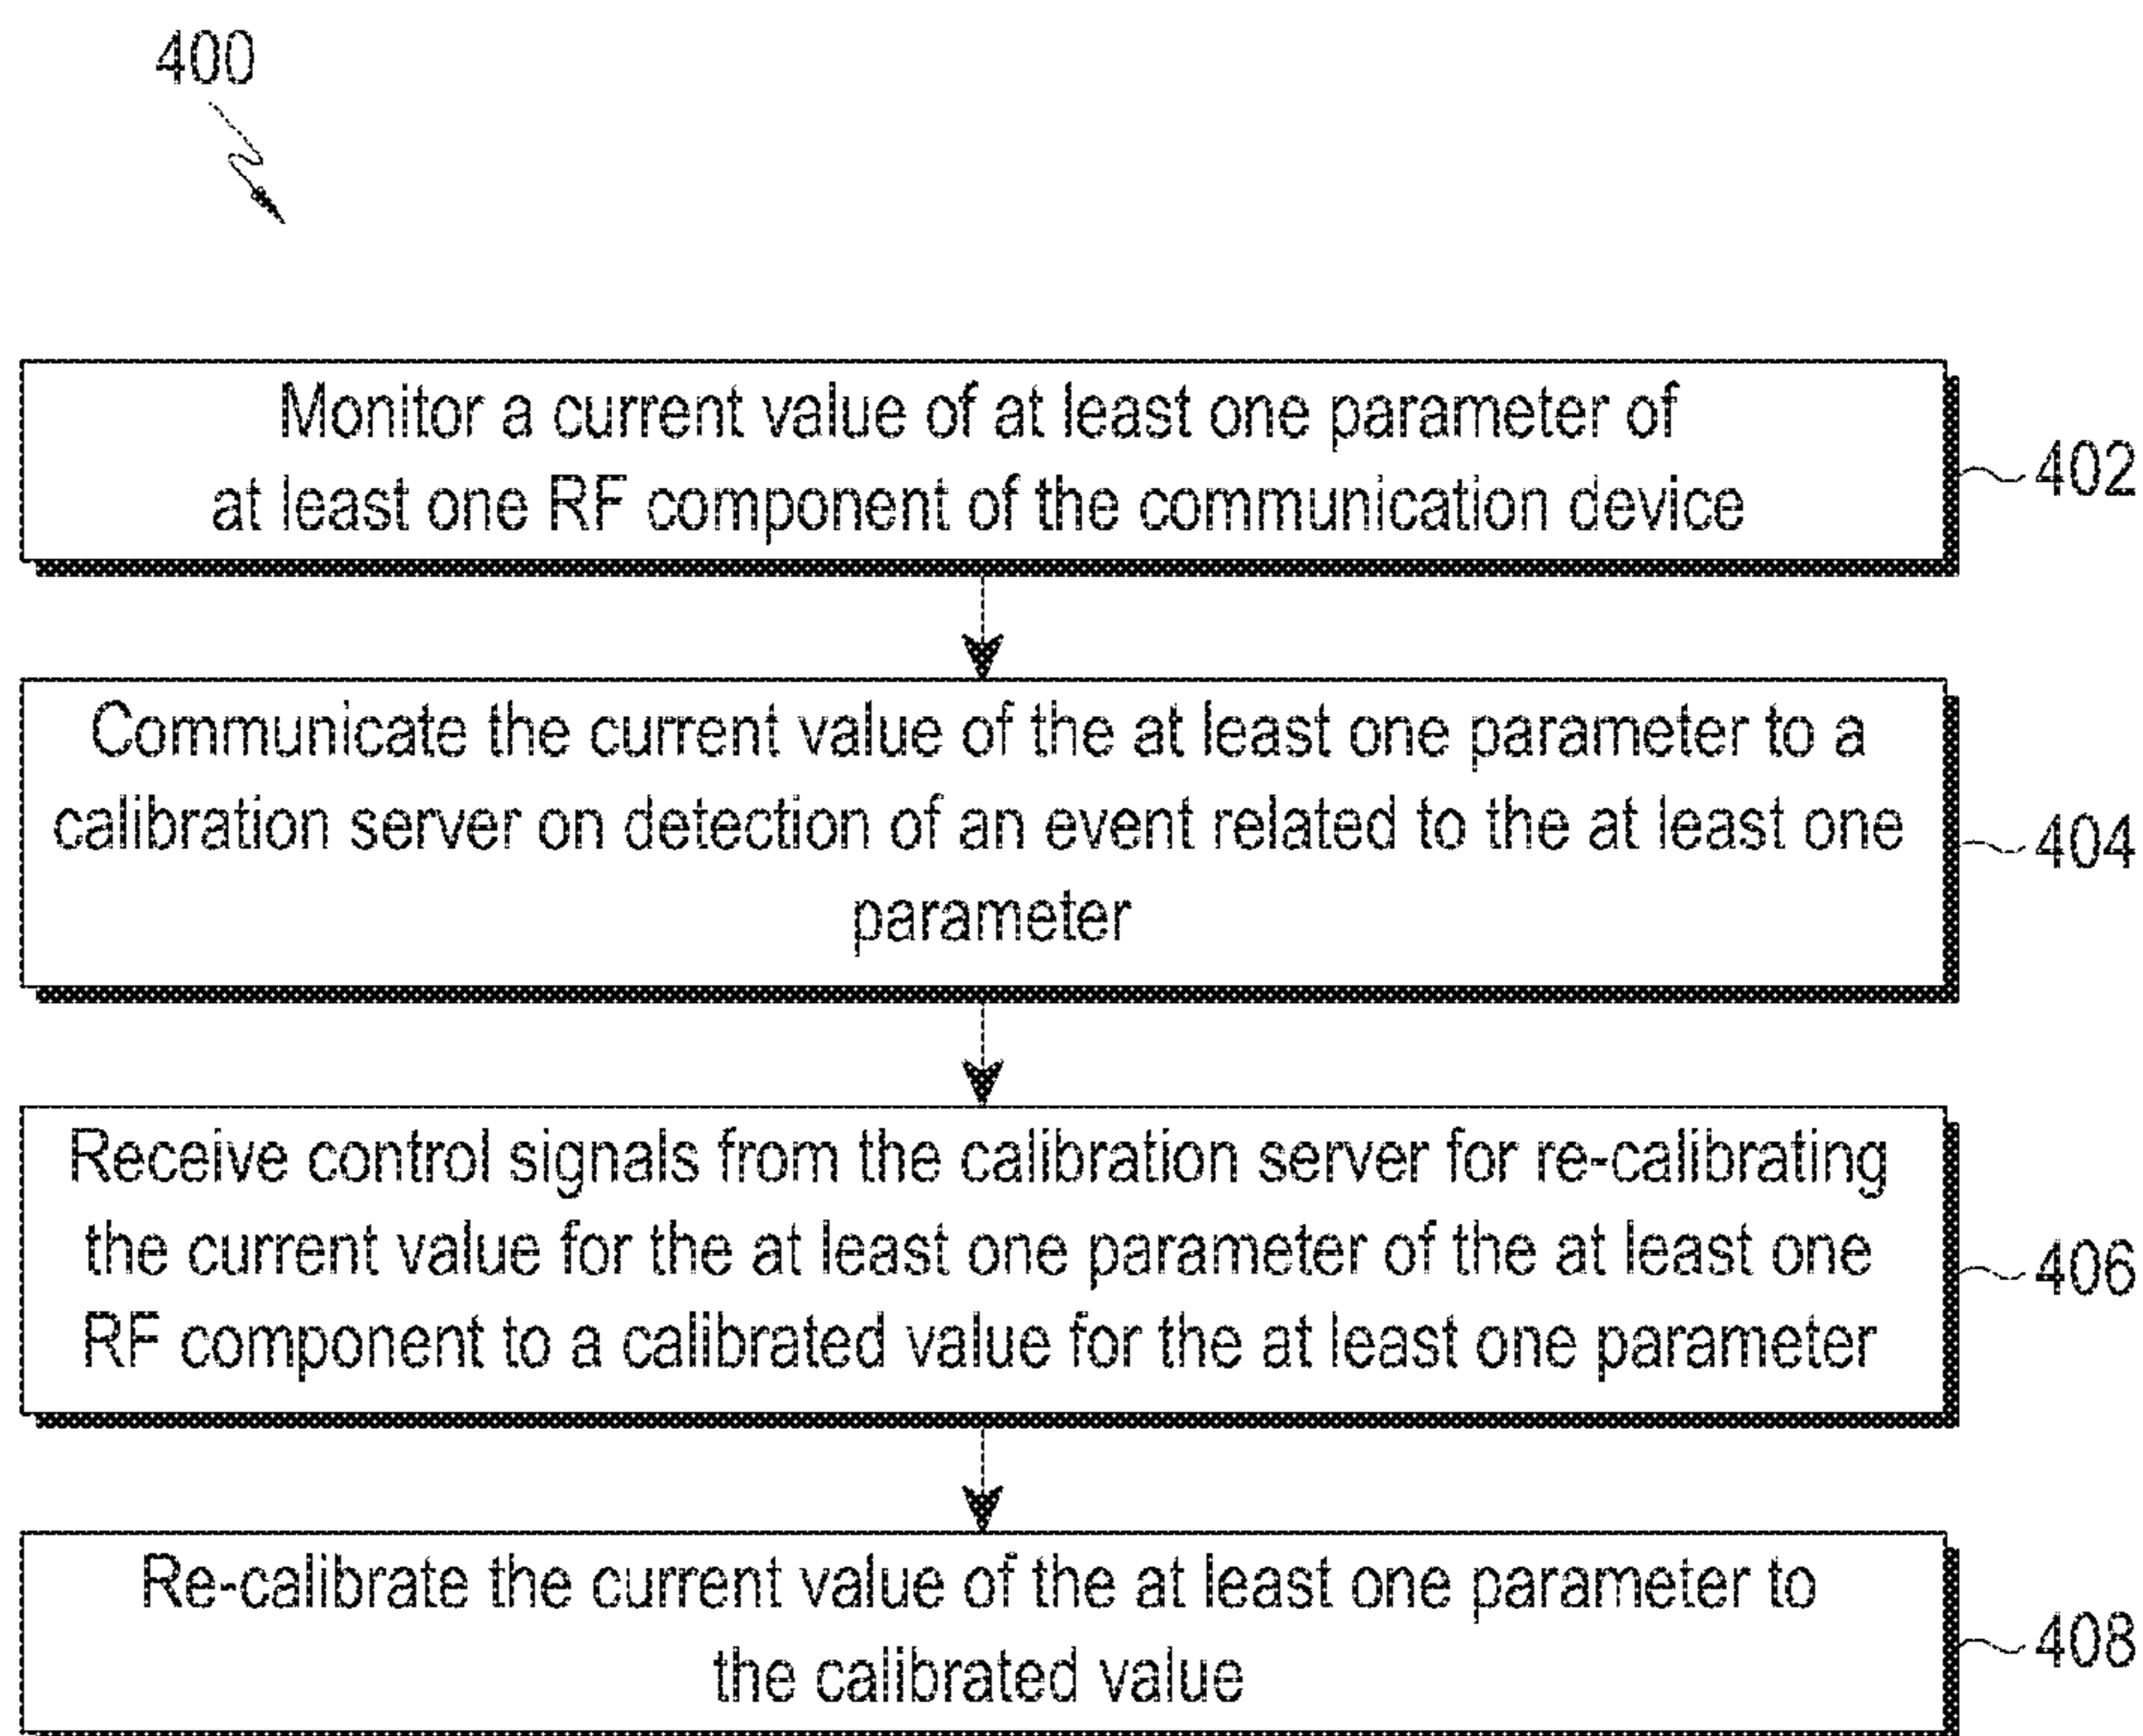 400
Monitor a current value of at least one parameter of
at least one RF component of the communication device
402
Communicate the current value of the at least one parameter to a
calibration server on detection of an event related to the at least one
parameter
404
Receive control signals from the calibration server for re-calibrating
the current value for the at least one parameter of the at least one
RF component to a calibrated value for the at least one parameter
406
Re-calibrate the current value of the at least one parameter to
the calibrated value
408